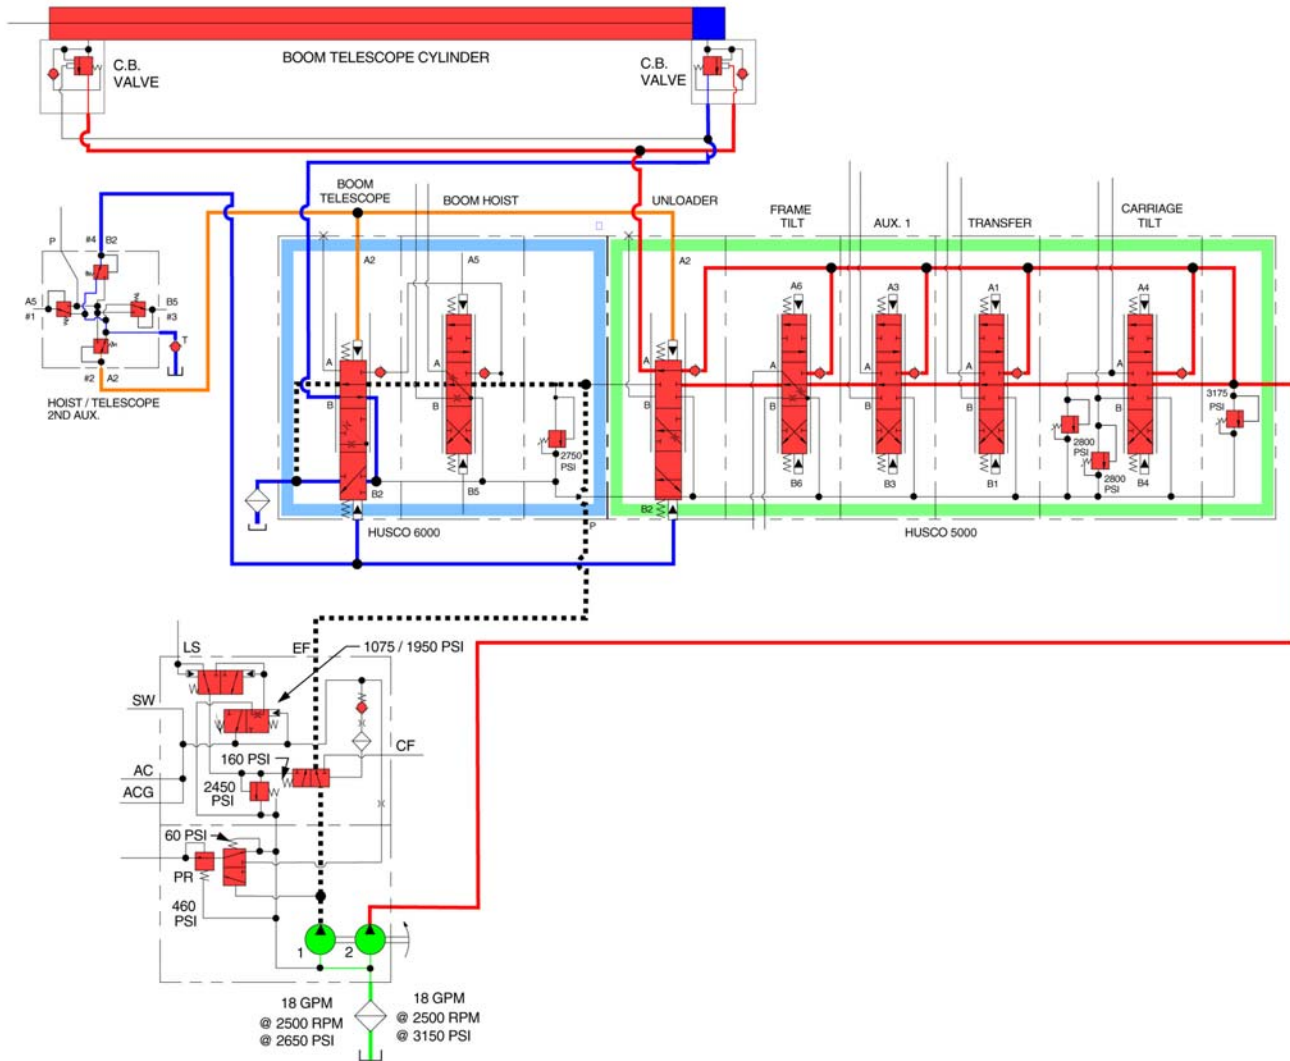 BOOM TELESCOPE CYLINDER
C.B.
VALVE
C.B.
VALVE
BOOM
TELESCOPE
BOOM HOIST
UNLOADER
FRAME
TILT
AUX. 1
TRANSFER
CARRIAGE
TILT
P
#4
B2
A5
#1
B5
#3
T
#2
A2
HOIST / TELESCOPE
2ND AUX.
A2
A5
A2
A6
A3
A1
A4
A
B
A
B
A
B
A
B
A
B
A
B
A
B
2750
PSI
2800
PSI
2800
PSI
3175
PSI
B2
B5
B2
B6
B3
B1
B4
P
HUSCO 6000
HUSCO 5000
LS
EF
1075 / 1950 PSI
SW
160 PSI
CF
AC
ACG
2450
PSI
60 PSI
PR
460
PSI
1
2
18 GPM
@ 2500 RPM
@ 2650 PSI
18 GPM
@ 2500 RPM
@ 3150 PSI